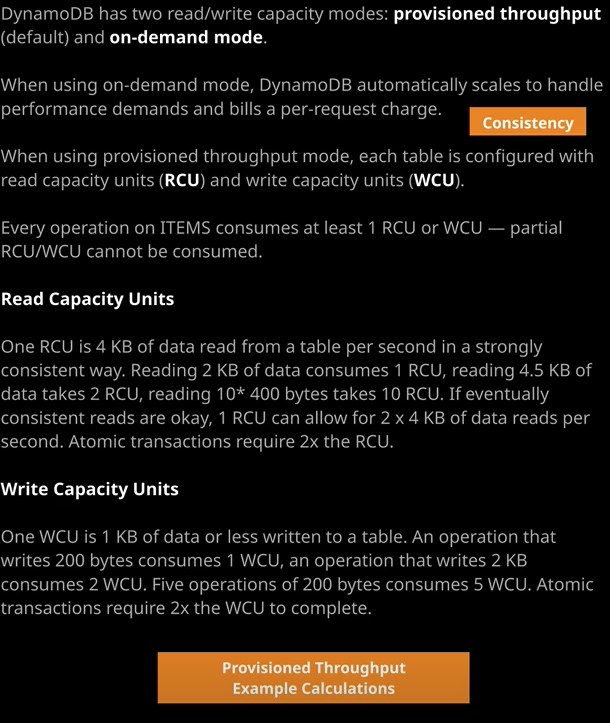 DynamoDB has two read/write capacity modes: provisioned throughput
(default) and on-demand mode.
When using on-demand mode, DynamoDB automatically scales to handle
performance demands and bills a per-request charge.
Consistency
When using provisioned throughput mode, each table is configured with
read capacity units (RCU) and write capacity units (WCU).
Every operation on ITEMS consumes at least 1 RCU or WCU — partial
RCU/WCU cannot be consumed.
Read Capacity Units
One RCU is 4 KB of data read from a table per second in a strongly
consistent way. Reading 2 KB of data consumes 1 RCU, reading 4.5 KB of
data takes 2 RCU, reading 10* 400 bytes takes 10 RCU. If eventually
consistent reads are okay, 1 RCU can allow for 2 x 4 KB of data reads per
second. Atomic transactions require 2x the RCU.
Write Capacity Units
One WCU is 1 KB of data or less written to a table. An operation that
writes 200 bytes consumes 1 WCU, an operation that writes 2 KB
consumes 2 WCU. Five operations of 200 bytes consumes 5 WCU. Atomic
transactions require 2x the WCU to complete.
Provisioned Throughput
Example Calculations